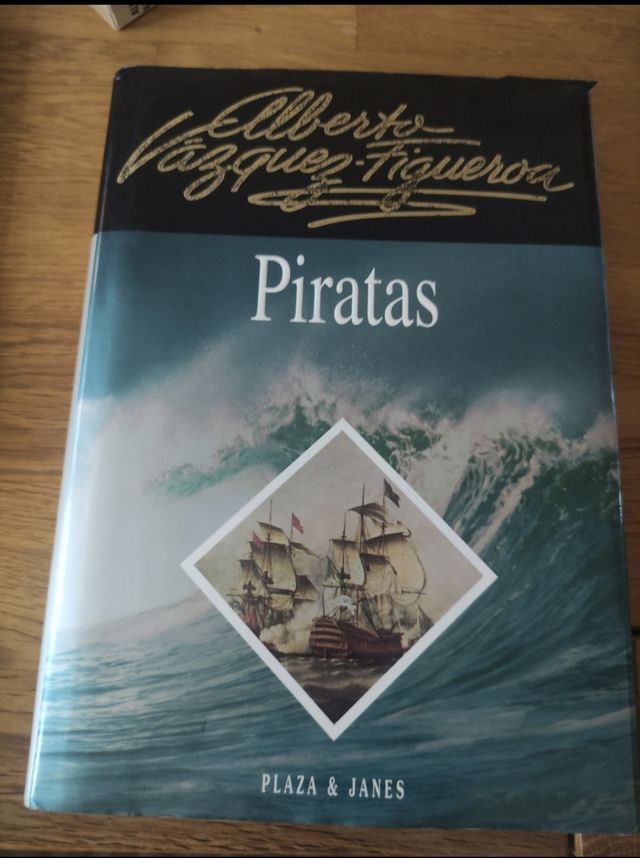 Alberto
Vázquez-Figueroa
Piratas
PLAZA & JANES